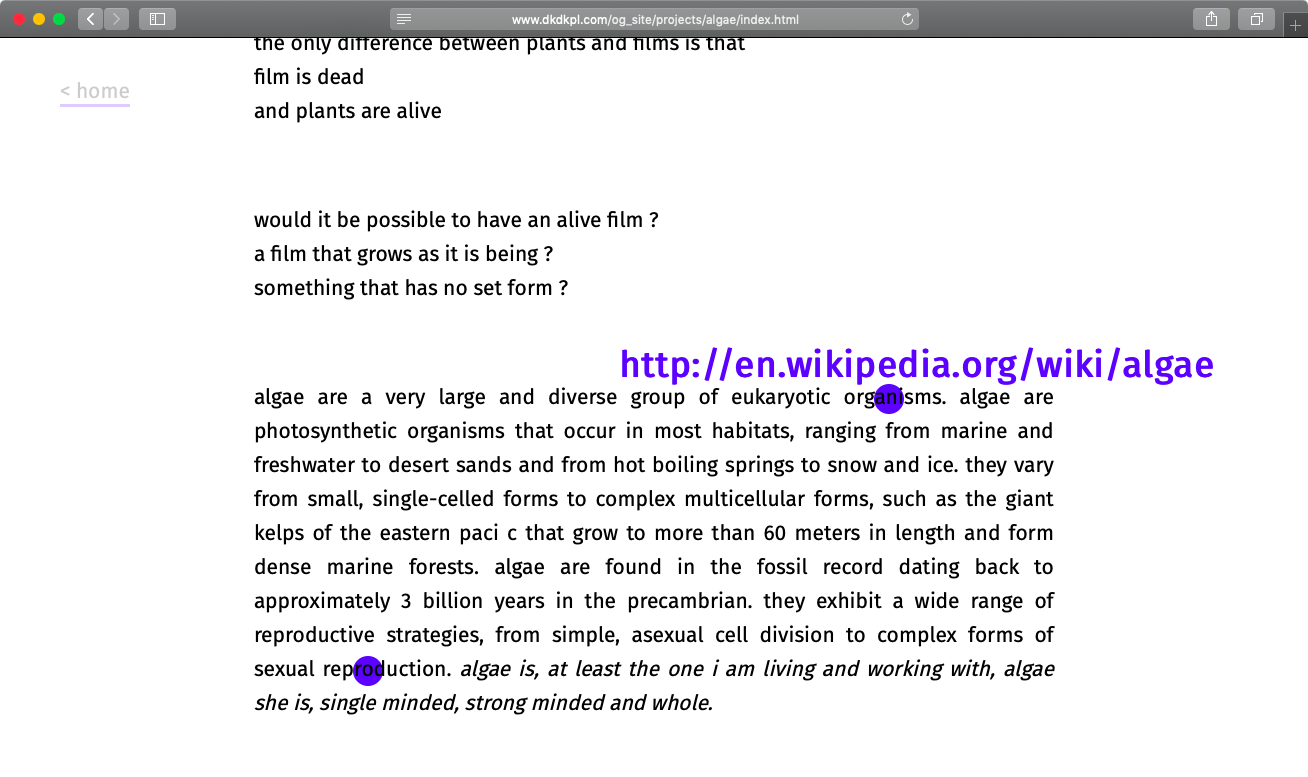 www.dkdkpl.com/og_site/projects/algae/index.html
the only difference between plants and films is that
film is dead
< home
and plants are alive
would it be possible to have an alive film ?
a film that grows as it is being ?
something that has no set form ?
http://en.wikipedia.org/wiki/algae
algae are a very large and diverse group of eukaryotic organisms. algae are
photosynthetic organisms that occur in most habitats, ranging from marine and
freshwater to desert sands and from hot boiling springs to snow and ice. they vary
from small, single-celled forms to complex multicellular forms, such as the giant
kelps of the eastern paci c that grow to more than 60 meters in length and form
dense marine forests. algae are found in the fossil record dating back to
approximately 3 billion years in the precambrian. they exhibit a wide range of
reproductive strategies, from simple, asexual cell division to complex forms of
sexual reproduction. algae is, at least the one i am living and working with, algae
she is, single minded, strong minded and whole.